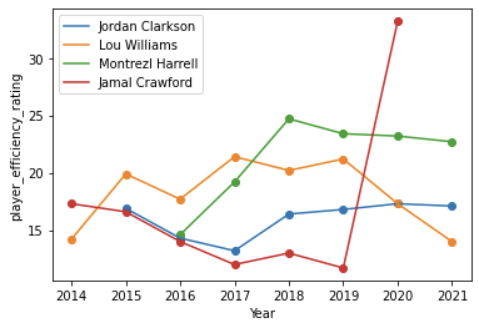 Jordan Clarkson
Lou Williams
Montrezl Harrell
Jamal Crawford
player_efficiency_rating
30
25
20
15
2014 2015 2016 2017 2018 2019 2020 2021
Year